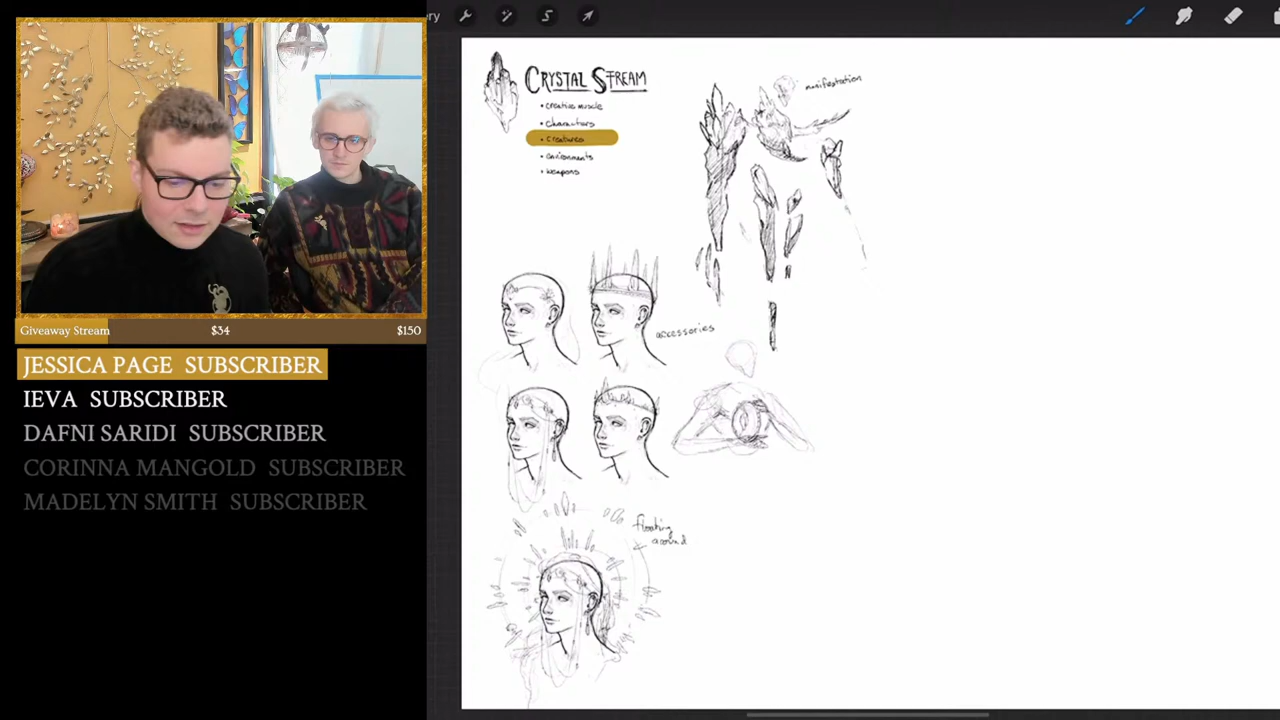 ry
CRYSTAL STREAM
• creative muscle
• characters
• creatures
• environments
• weapons
manifestation
accessories
floating
around
Giveaway Stream $34 $150
JESSICA PAGE SUBSCRIBER
IEVA SUBSCRIBER
DAFNI SARIDI SUBSCRIBER
CORINNA MANGOLD SUBSCRIBER
MADELYN SMITH SUBSCRIBER